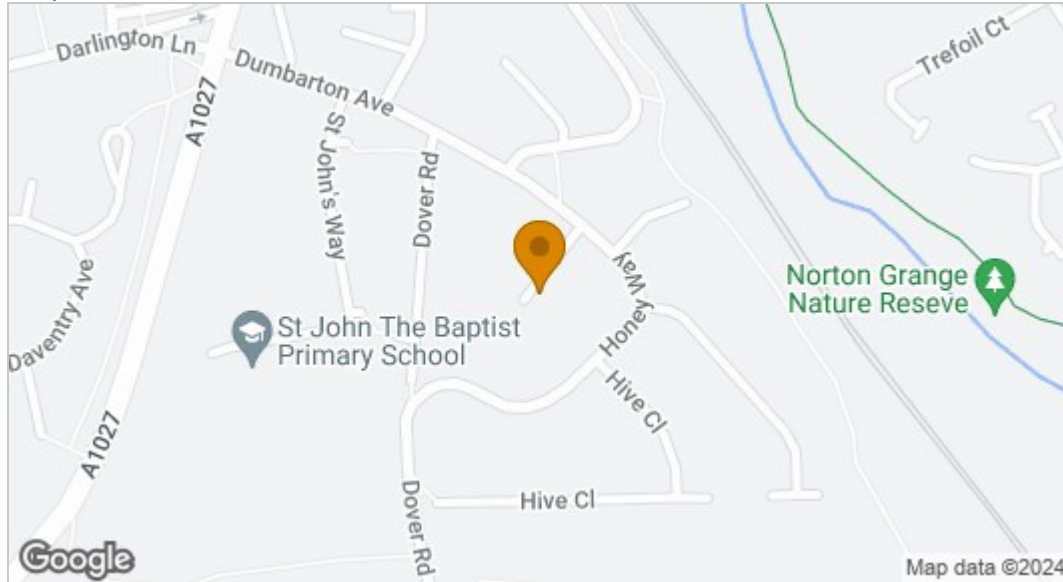 Darlington Ln
Dumbarton Ave
Trefoil Ct
A1027
St John's Way
Dover Rd
Honey Way
Norton Grange
Nature Reseve
Daventry Ave
St John The Baptist
Primary School
Hive Cl
A1027
Hive Cl
Dover Rd
Google
Map data ©2024